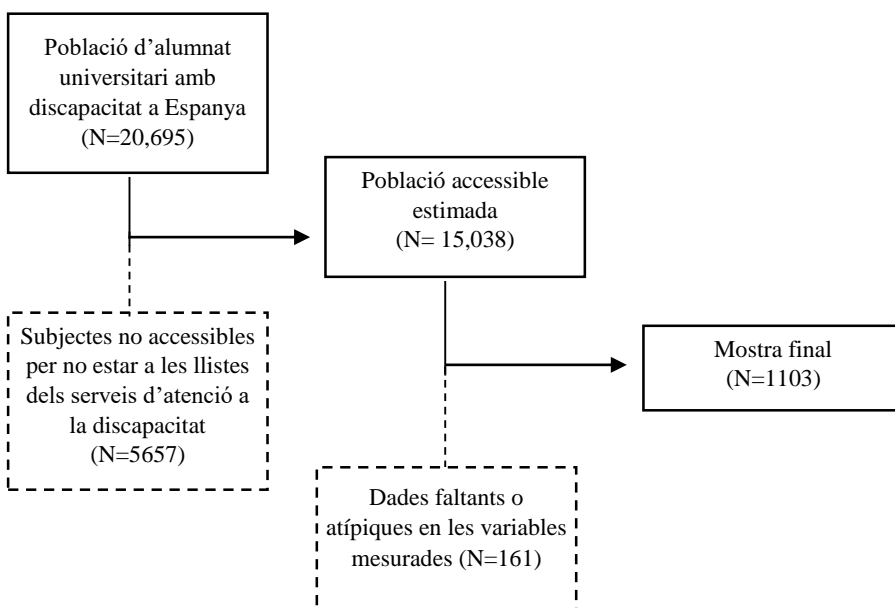 Població d’alumnat
universitari amb
discapacitat a Espanya
(N=20,695)
Població accessible
estimada
(N= 15,038)
Subjectes no accessibles
per no estar a les llistes
dels serveis d’atenció a
la discapacitat
(N=5657)
Mostra final
(N=1103)
Dades faltants o
atípiques en les variables
mesurades (N=161)